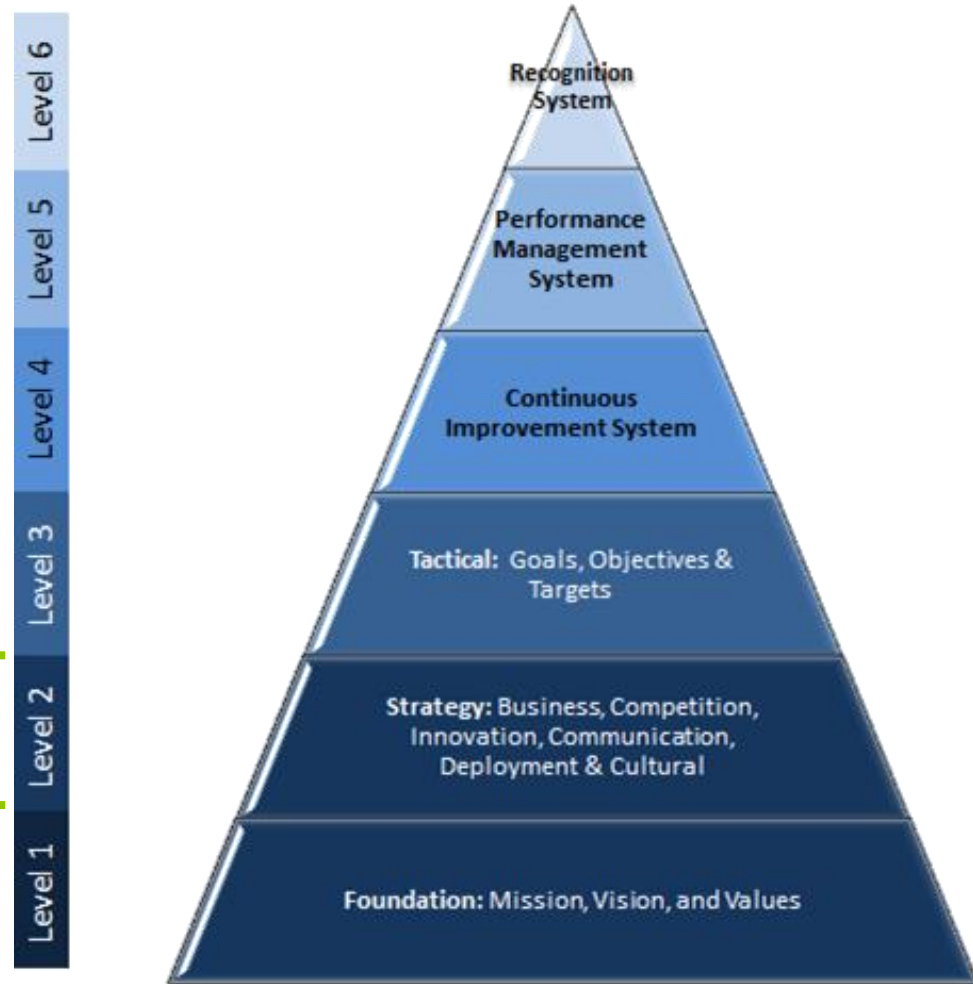 Level 6
Recognition
System
Level 5
Performance
Management
System
Level 4
Continuous
Improvement System
Level 3
Tactical: Goals, Objectives &
Targets
Level 2
Strategy: Business, Competition,
Innovation, Communication,
Deployment & Cultural
Level 1
Foundation: Mission, Vision, and Values